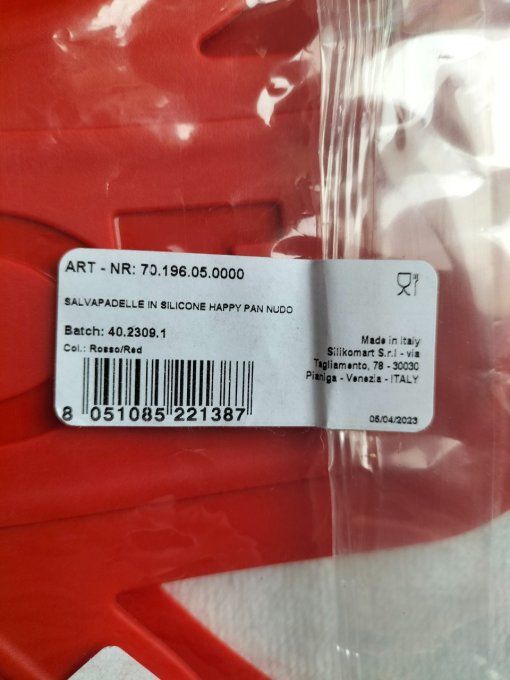 ART - NR: 70.196.05.0000
SALVAPADELLE IN SILICONE HAPPY PAN NUDO
Batch: 40.2309.1
Col.: Rosso/Red
8 051085 221387
Made in Italy
Silikomart S.r.l - via
Tagliamento, 78 - 30030
Pianiga - Venezia - ITALY
05/04/2023